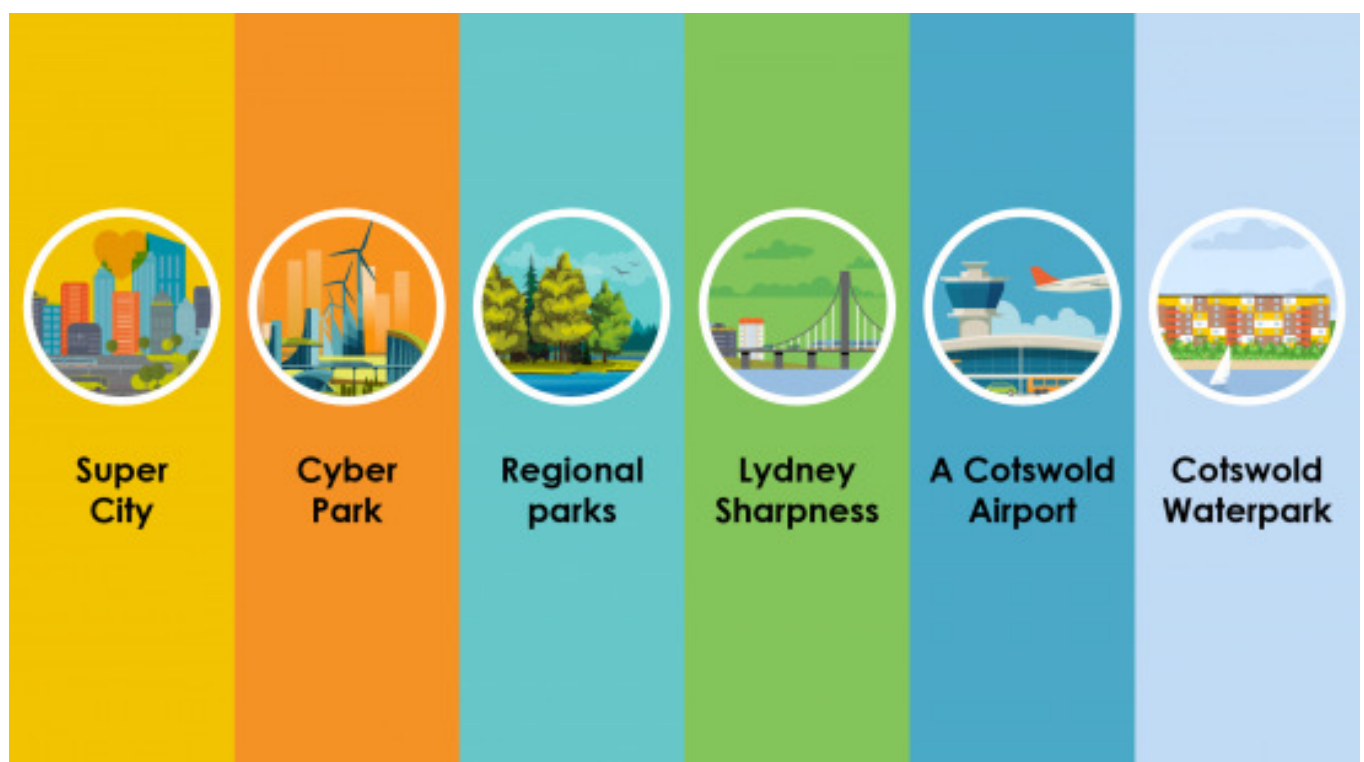 Super
City
Cyber
Park
Regional
parks
Lydney
Sharpness
A Cotswold
Airport
Cotswold
Waterpark